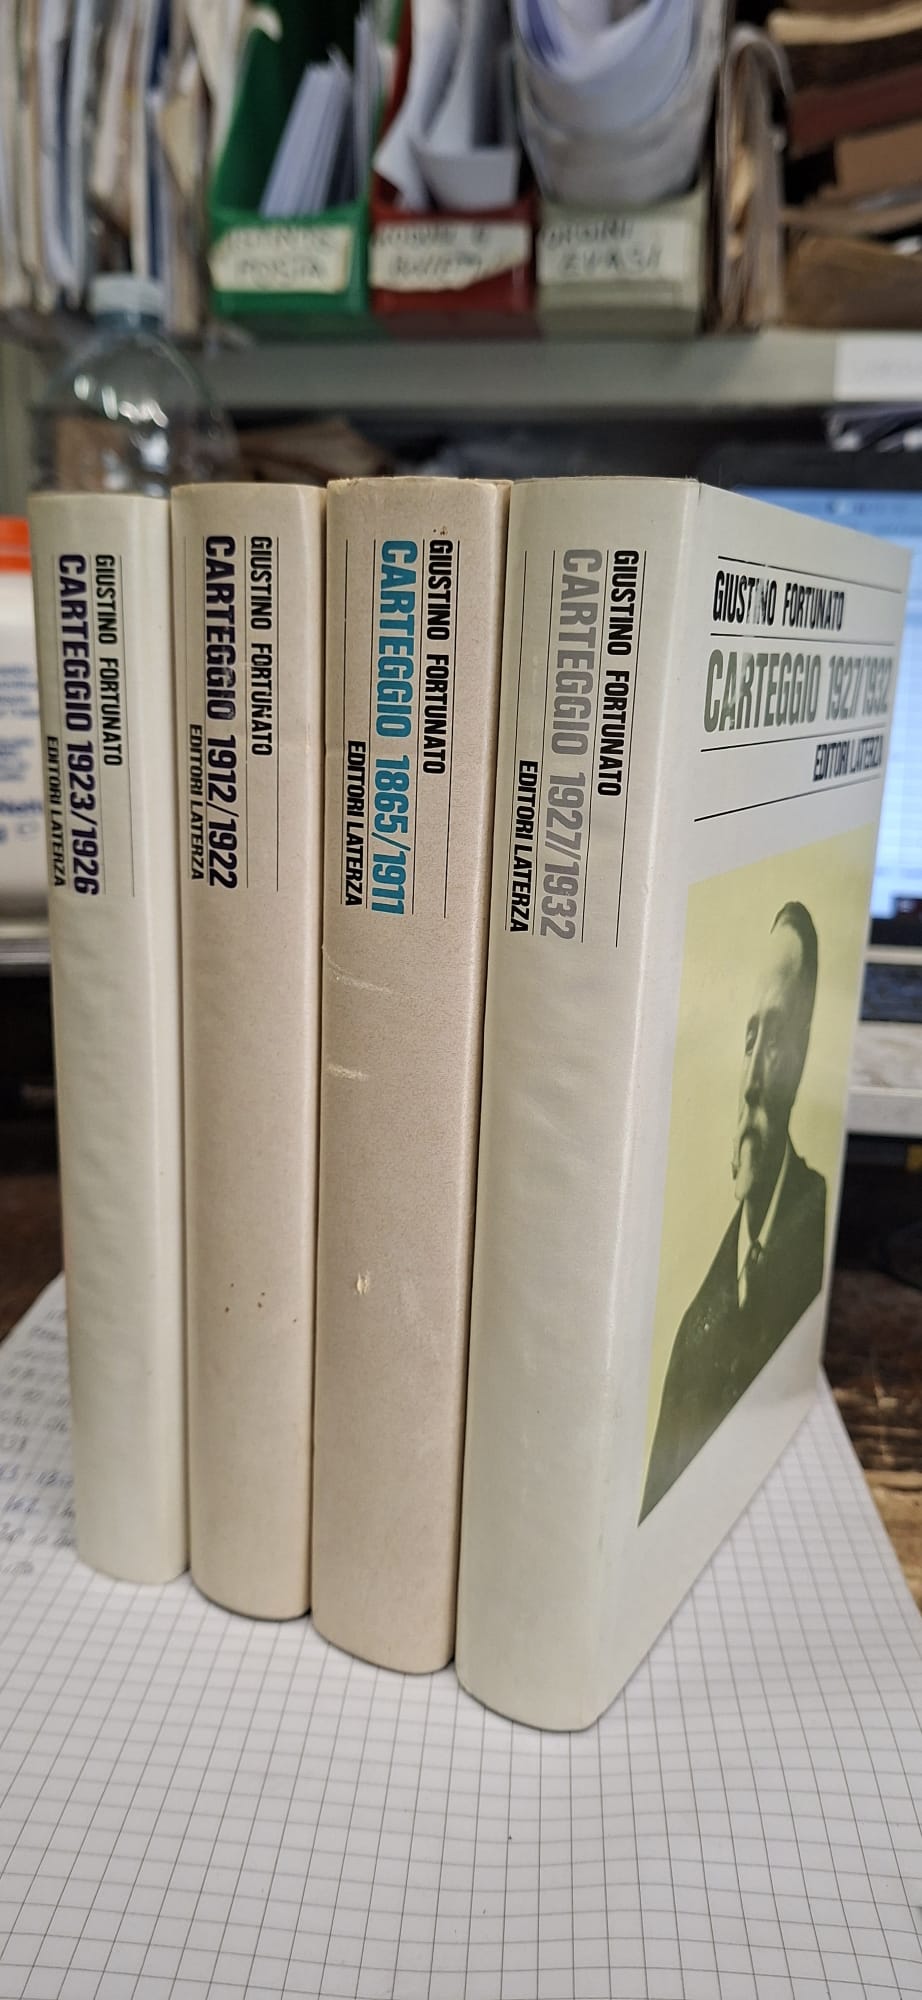 POSTA
GIUSTINO FORTUNATO
CARTEGGIO 1923/1926
EDITORI LATERZA
GIUSTINO FORTUNATO
CARTEGGIO 1912/1922
EDITORI LATERZA
GIUSTINO FORTUNATO
CARTEGGIO 1865/1911
EDITORI LATERZA
GIUSTINO FORTUNATO
CARTEGGIO 1927/1932
EDITORI LATERZA
GIUSTINO FORTUNATO
CARTEGGIO 1927/1932
EDITORI LATERZA